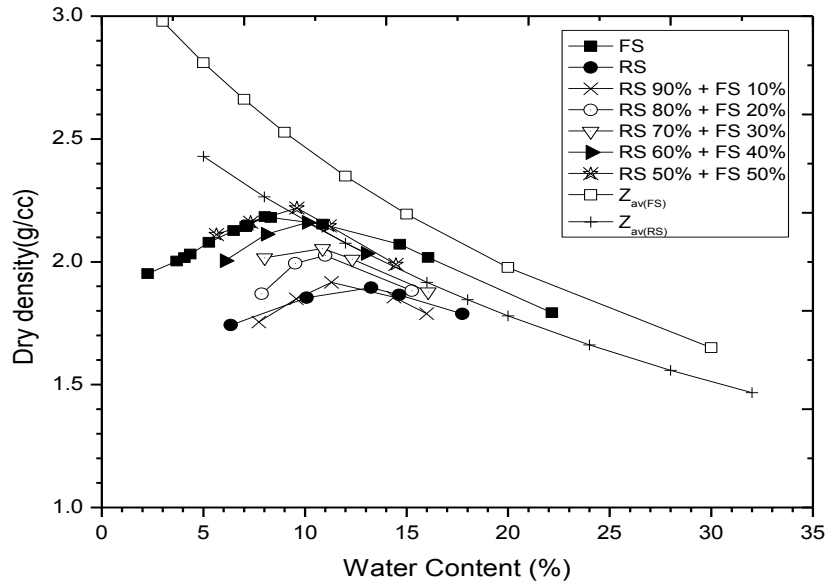 3.0
2.5
2.0
1.5
1.0
Dry density(g/cc)
0 5 10 15 20 25 30 35
Water Content (%)
FS
RS
RS 90% + FS 10%
RS 80% + FS 20%
RS 70% + FS 30%
RS 60% + FS 40%
RS 50% + FS 50%
Zav(FS)
Zav(RS)